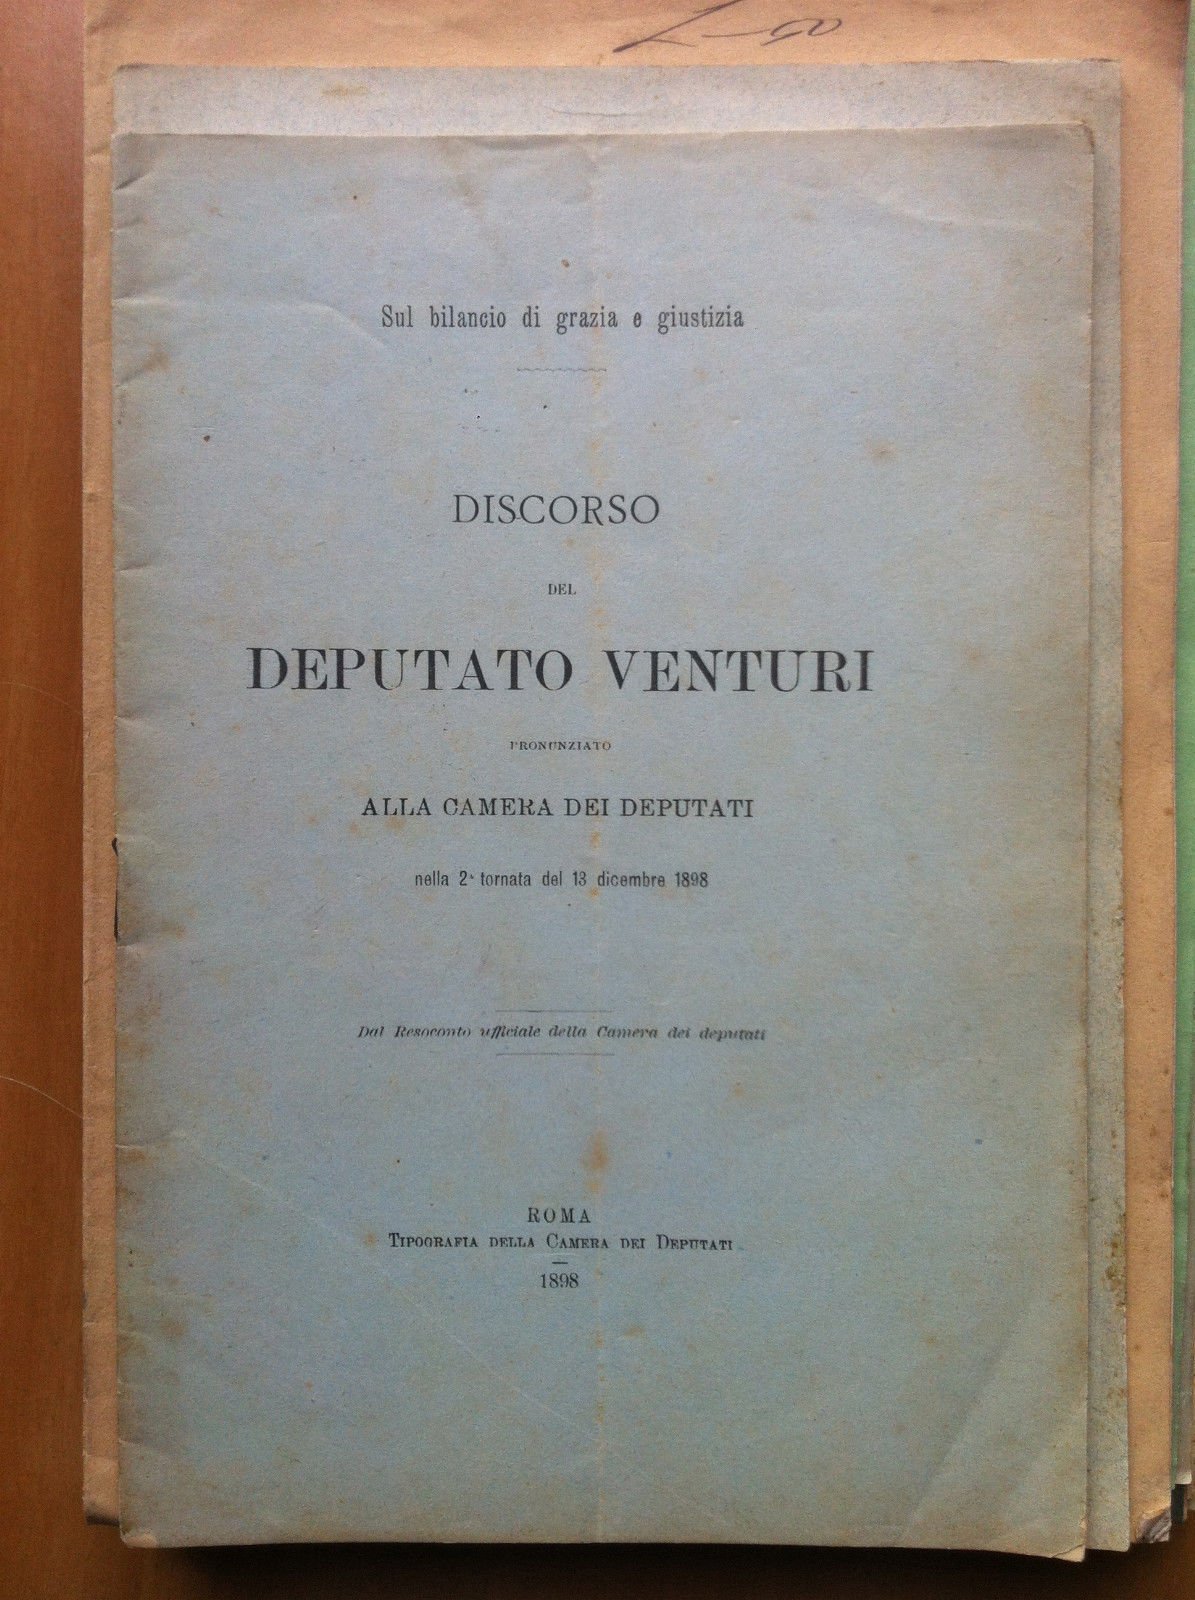 Sul bilancio di grazia e giustizia
DISCORSO
DEL
DEPUTATO VENTURI
PRONUNZIATO
ALLA CAMERA DEI DEPUTATI
nella 2ª tornata del 13 dicembre 1898
Dal Resoconto ufficiale della Camera dei deputati
ROMA
TIPOGRAFIA DELLA CAMERA DEI DEPUTATI
1898